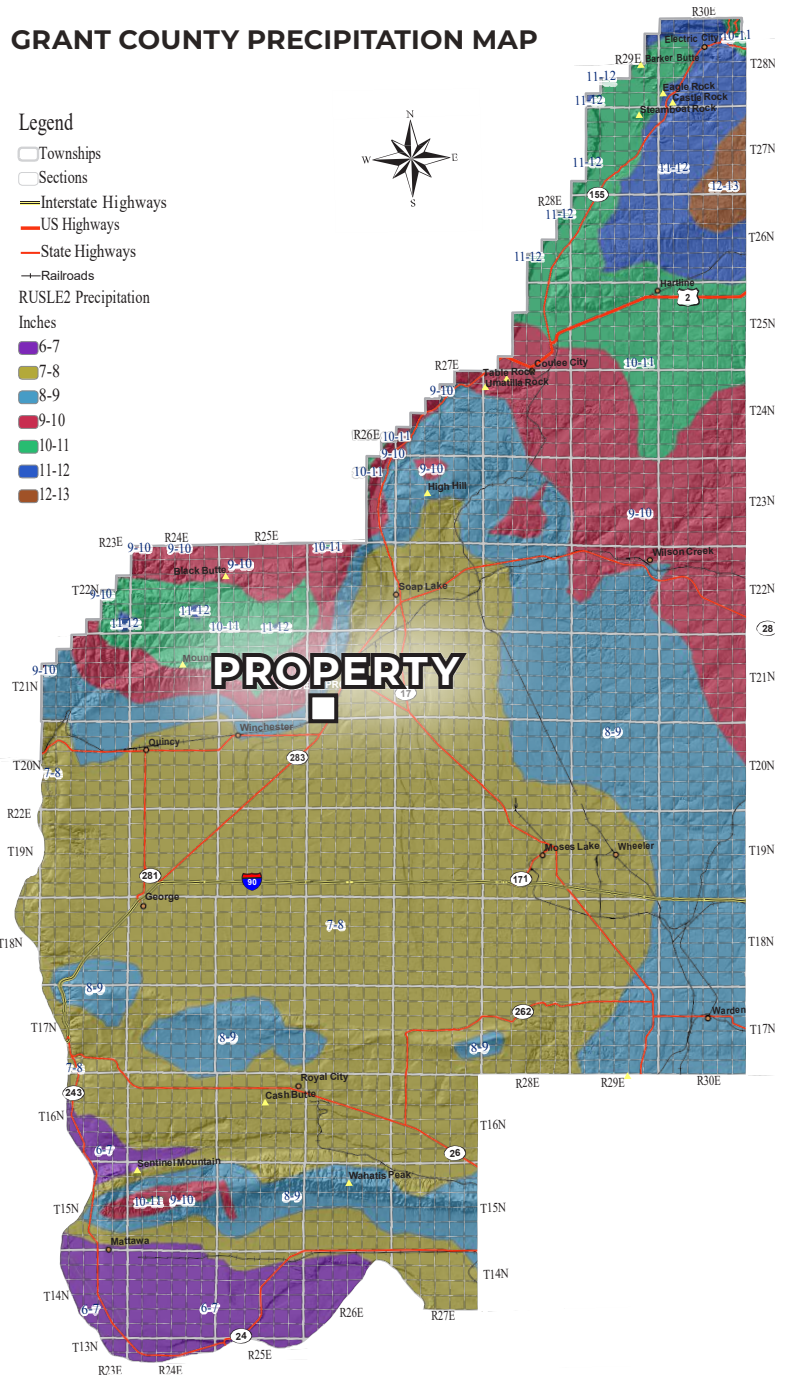 GRANT COUNTY PRECIPITATION MAP
Legend
Townships
Sections
Interstate Highways
US Highways
State Highways
Railroads
RUSLE2 Precipitation
Inches
6-7
7-8
8-9
9-10
10-11
11-12
12-13
N
W E
S
R30E
Electric City
10-11
R29E
Barker Butte
T28N
11-12
Eagle Rock
11-12
Castle Rock
Steamboat Rock
T27N
11-12
11-12
12-13
155
R28E
11-12
T26N
11-12
Hartline
2
T25N
R27E
Coulee City
10-11
Table Rock
Umatilla Rock
9-10
T24N
R26E
10-11
9-10
10-11
9-10
High Hill
T23N
9-10
R23E
R24E
R25E
9-10
9-10
10-11
Wilson Creek
9-10
Black Butte
T22N
9-10
Soap Lake
T22N
11-12
11-12
10-11
11-12
28
9-10
PROPERTY
T21N
T21N
17
Winchester
8-9
Quincy
283
T20N
T20N
7-8
R22E
T19N
Moses Lake
Wheeler
T19N
281
90
171
George
7-8
T18N
T18N
8-9
262
Warden
T17N
8-9
8-9
T17N
7-8
Royal City
R28E
R29E
R30E
243
Cash Butte
T16N
T16N
6-7
26
Sentinel Mountain
Wahatis Peak
10-11
9-10
8-9
T15N
T15N
Mattawa
T14N
T14N
6-7
6-7
R26E
R27E
24
T13N
R25E
R23E
R24E